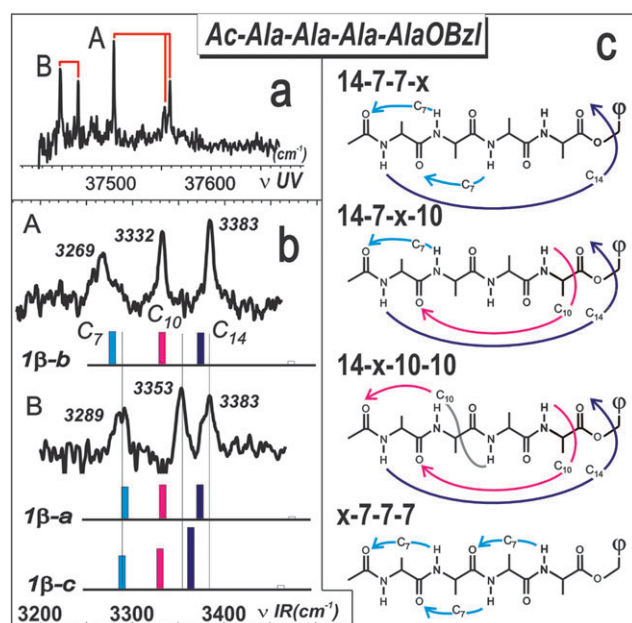 Ac-Ala-Ala-Ala-AlaOBzl
A
B
a
(cm⁻¹)
37500 37600 ν UV
A
b
3269 3332 3383
C₇ C₁₀ C₁₄
1β-b
B
3289 3353 3383
1β-a
1β-c
3200 3300 3400 ν IR(cm⁻¹)
c
14-7-7-x
C₇ H H φ
O N O N O
N O N O O
H H
C₇ C₁₄
14-7-x-10
C₇ H H φ
O N O N O
N O N O O
H H
C₁₀ C₁₄
14-x-10-10
C₁₀ H H φ
O N O N O
N O N O O
H H
C₁₀ C₁₄
x-7-7-7
C₇ H C₇ H φ
O N O N O
N O N O O
H H
C₇